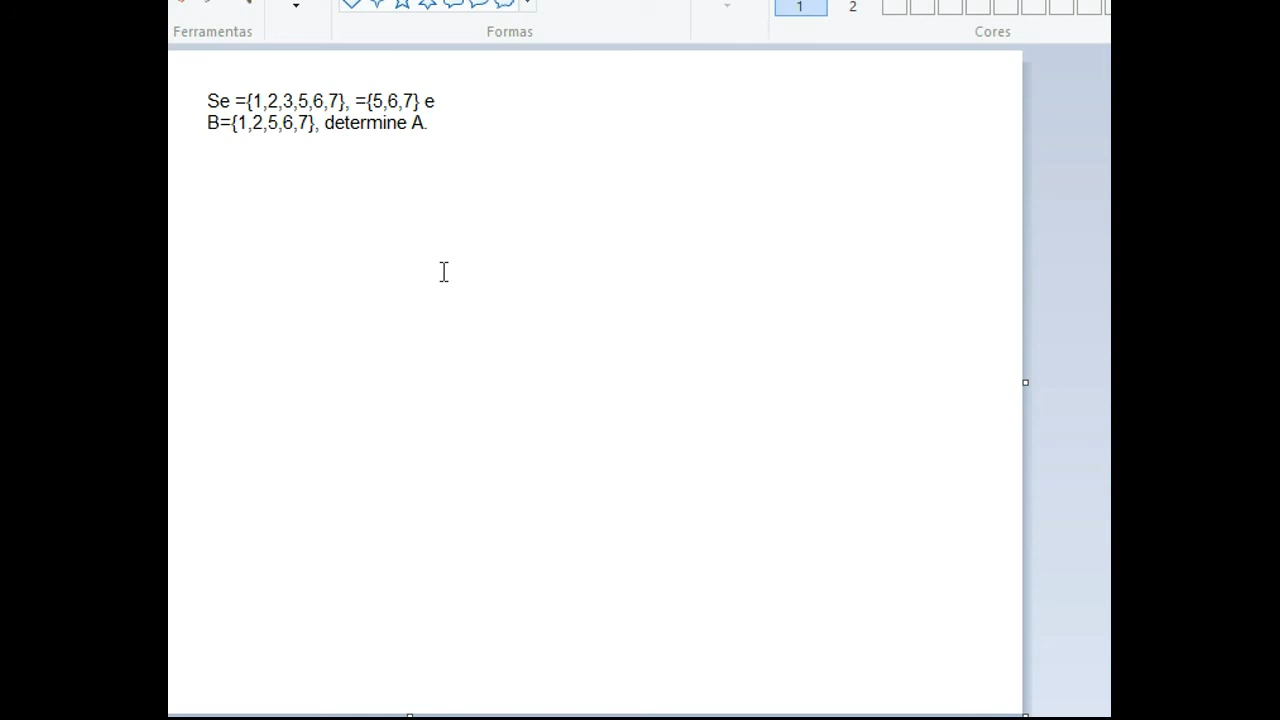 1 2
Ferramentas Formas Cores
Se ={1,2,3,5,6,7}, ={5,6,7} e
B={1,2,5,6,7}, determine A.